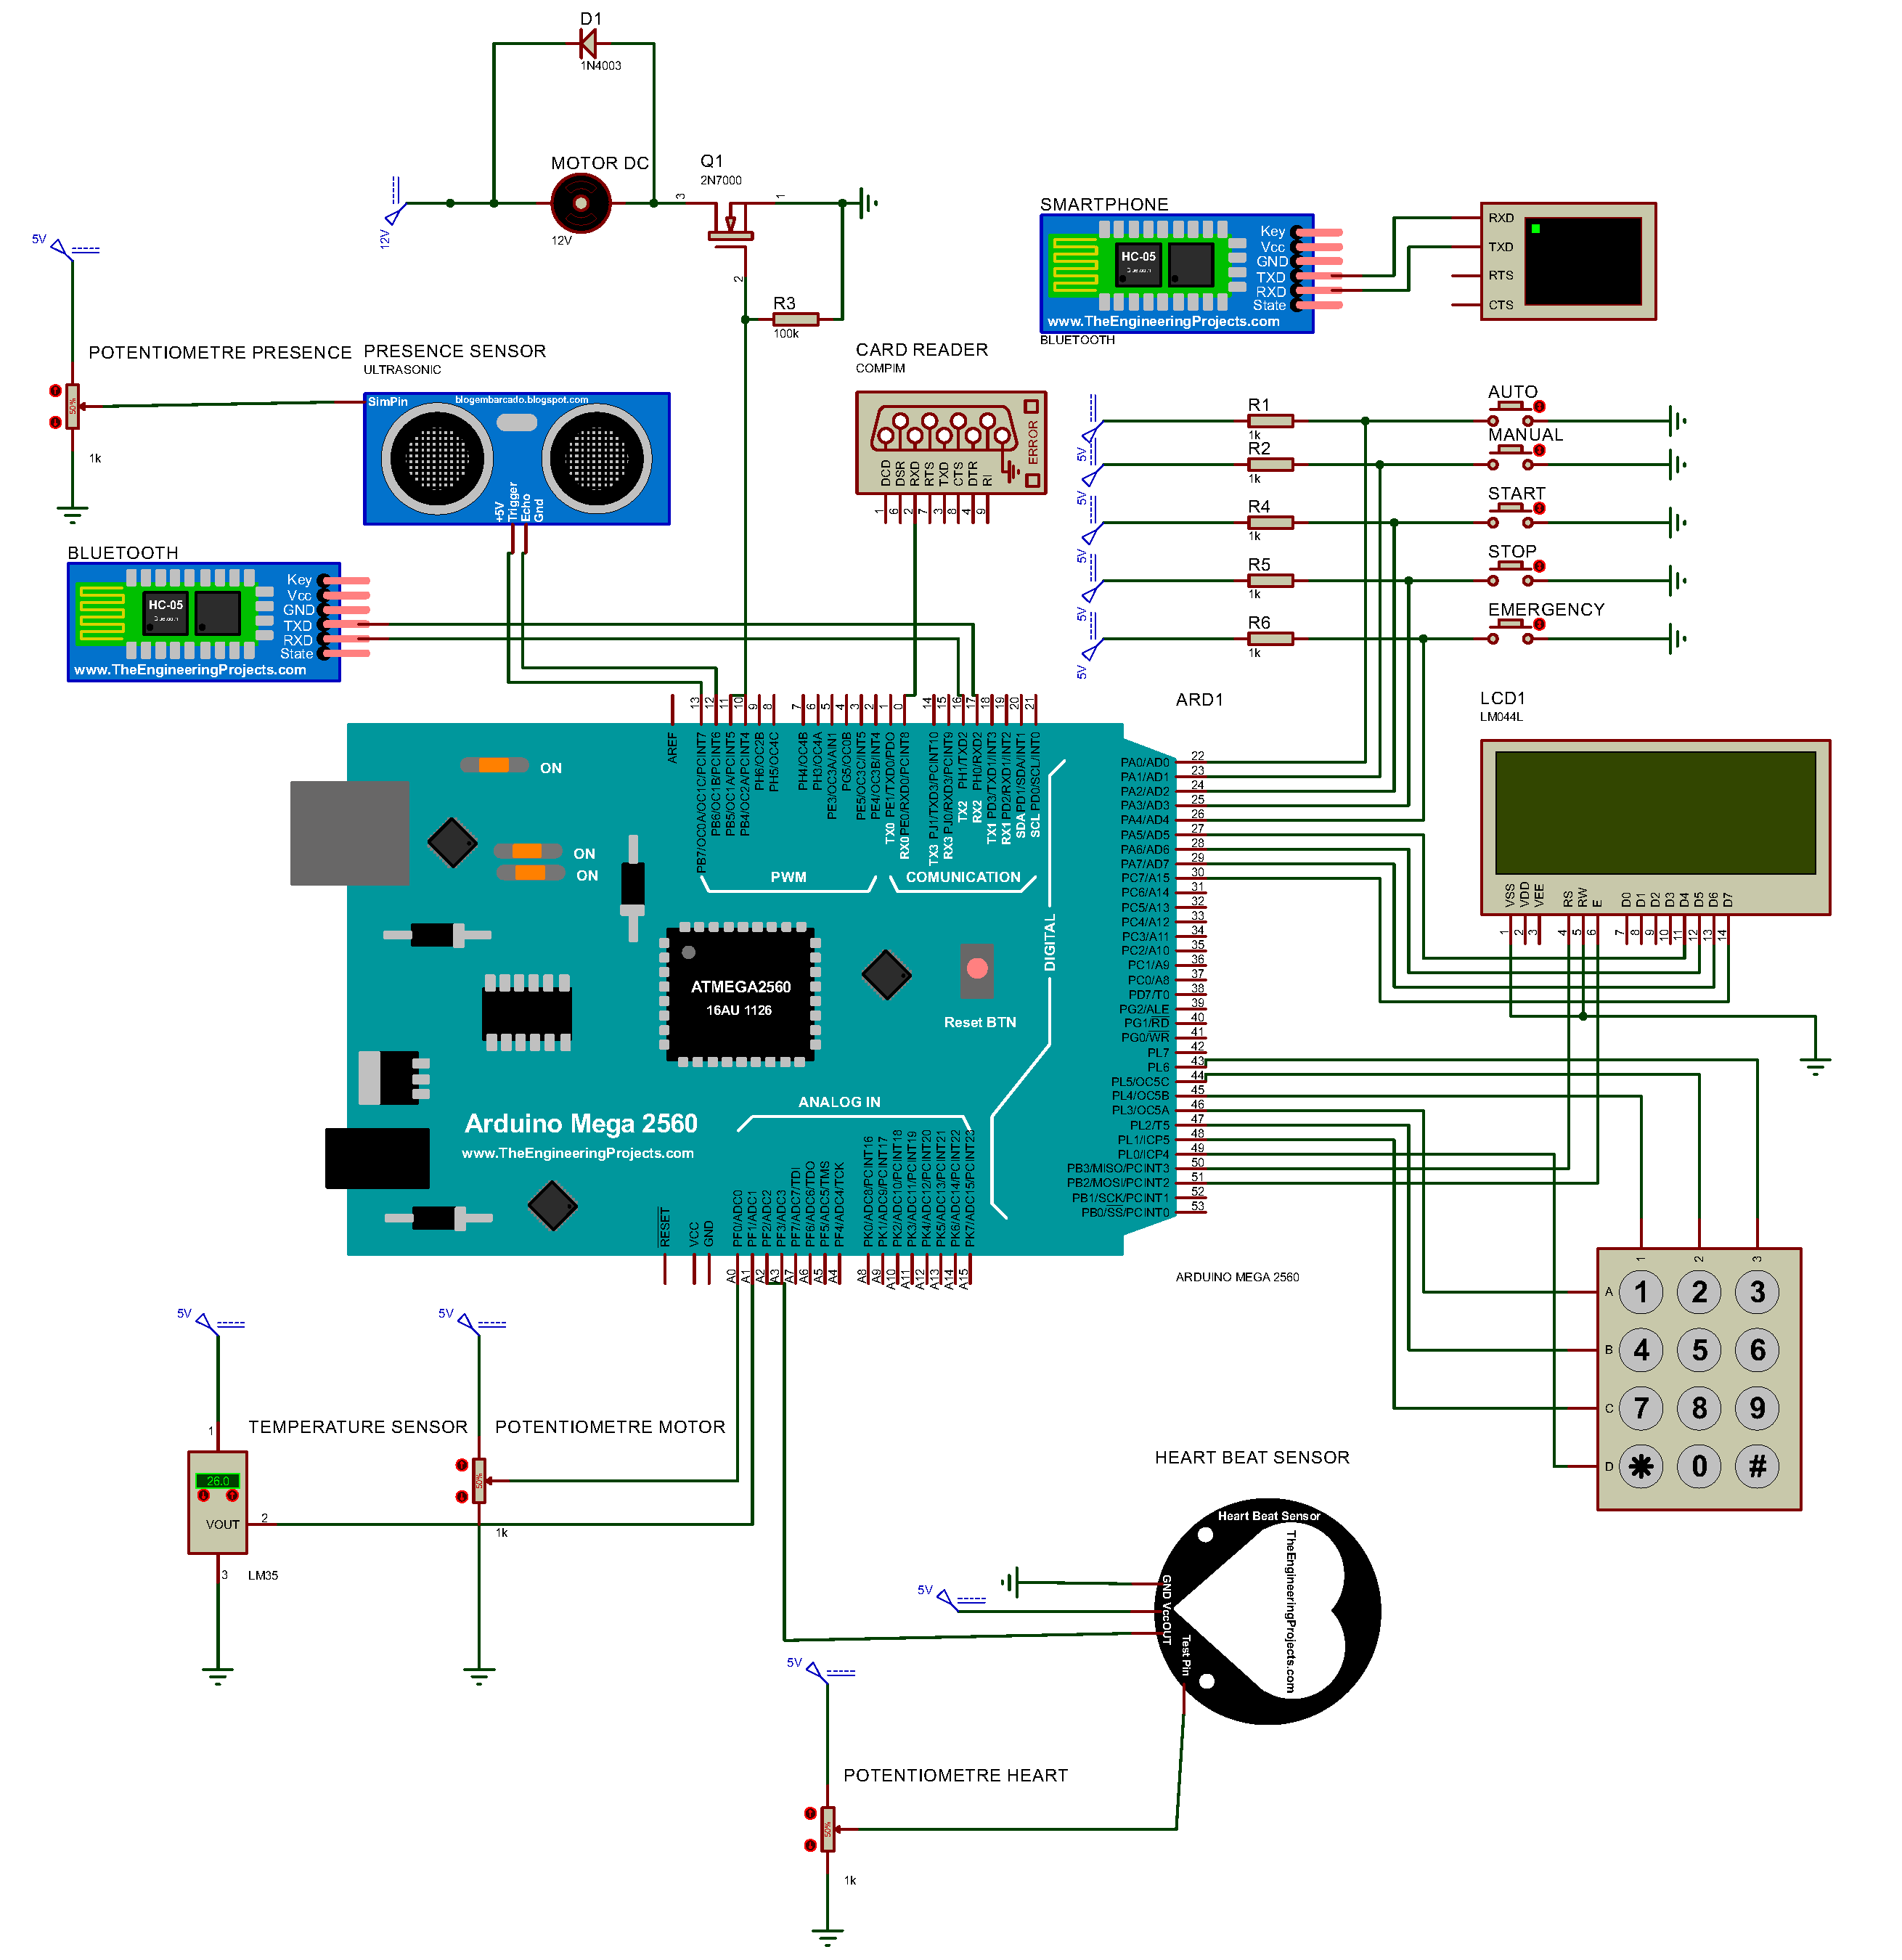 D1
1N4003
MOTOR DC
12V
12V
Q1
2N7000
3
1
2
R3
100k
5V
POTENTIOMETRE PRESENCE
50%
1k
PRESENCE SENSOR
ULTRASONIC
SimPin
blogembarcado.blogspot.com
+5V
Trigger
Echo
Gnd
CARD READER
COMPIM
ERROR
DCD
DSR
RXD
RTS
TXD
CTS
DTR
RI
1
6
2
7
3
8
4
9
SMARTPHONE
HC-05
Bluetooth
Key
Vcc
GND
TXD
RXD
State
www.TheEngineeringProjects.com
BLUETOOTH
RXD
TXD
RTS
CTS
R1
1k
5V
AUTO
R2
1k
5V
MANUAL
R4
1k
5V
START
R5
1k
5V
STOP
R6
1k
5V
EMERGENCY
BLUETOOTH
HC-05
Bluetooth
Key
Vcc
GND
TXD
RXD
State
www.TheEngineeringProjects.com
ARD1
AREF
13 PB7/OC0A/OC1C/PCINT7
12 PB6/OC1B/PCINT6
11 PB5/OC1A/PCINT5
10 PB4/OC2A/PCINT4
9 PH6/OC2B
8 PH5/OC4C
7 PH4/OC4B
6 PH3/OC4A
5 PE3/OC3A/AIN1
4 PG5/OC0B
3 PE5/OC3C/INT5
2 PE4/OC3B/INT4
1 TX0 PE1/TXD0/PDO
0 RX0 PE0/RXD0/PCINT8
14 TX3 PJ1/TXD3/PCINT10
15 RX3 PJ0/RXD3/PCINT9
16 TX2 PH1/TXD2
17 RX2 PH0/RXD2
18 TX1 PD3/TXD1/INT3
19 RX1 PD2/RXD1/INT2
20 SDA PD1/SDA/INT1
21 SCL PD0/SCL/INT0
PWM
COMUNICATION
DIGITAL
ON
ON
ON
ATMEGA2560
16AU 1126
Reset BTN
ANALOG IN
Arduino Mega 2560
www.TheEngineeringProjects.com
PA0/AD0 22
PA1/AD1 23
PA2/AD2 24
PA3/AD3 25
PA4/AD4 26
PA5/AD5 27
PA6/AD6 28
PA7/AD7 29
PC7/A15 30
PC6/A14 31
PC5/A13 32
PC4/A12 33
PC3/A11 34
PC2/A10 35
PC1/A9 36
PC0/A8 37
PD7/T0 38
PG2/ALE 39
PG1/RD 40
PG0/WR 41
PL7 42
PL6 43
PL5/OC5C 44
PL4/OC5B 45
PL3/OC5A 46
PL2/T5 47
PL1/ICP5 48
PL0/ICP4 49
PB3/MISO/PCINT3 50
PB2/MOSI/PCINT2 51
PB1/SCK/PCINT1 52
PB0/SS/PCINT0 53
RESET
VCC
GND
PF0/ADC0 A0
PF1/ADC1 A1
PF2/ADC2 A2
PF3/ADC3 A3
PF7/ADC7/TDI A7
PF6/ADC6/TDO A6
PF5/ADC5/TMS A5
PF4/ADC4/TCK A4
PK0/ADC8/PCINT16 A8
PK1/ADC9/PCINT17 A9
PK2/ADC10/PCINT18 A10
PK3/ADC11/PCINT19 A11
PK4/ADC12/PCINT20 A12
PK5/ADC13/PCINT21 A13
PK6/ADC14/PCINT22 A14
PK7/ADC15/PCINT23 A15
ARDUINO MEGA 2560
LCD1
LM044L
VSS
VDD
VEE
RS
RW
E
D0
D1
D2
D3
D4
D5
D6
D7
1
2
3
4
5
6
7
8
9
10
11
12
13
14
1 2 3
A 1 2 3
B 4 5 6
C 7 8 9
D * 0 #
5V
TEMPERATURE SENSOR
1
26.0
VOUT
2
3
LM35
5V
POTENTIOMETRE MOTOR
50%
1k
HEART BEAT SENSOR
Heart Beat Sensor
TheEngineeringProjects.com
GND
Vcc
OUT
Test Pin
5V
5V
POTENTIOMETRE HEART
50%
1k